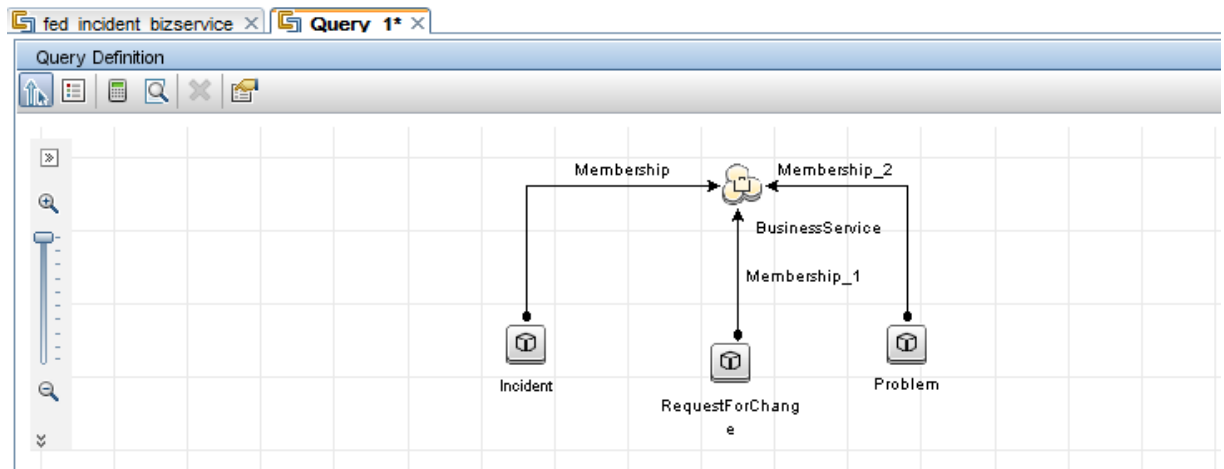 fed incident bizservice
Query 1*
Query Definition
Membership
Membership_2
BusinessService
Membership_1
Incident
RequestForChang
e
Problem